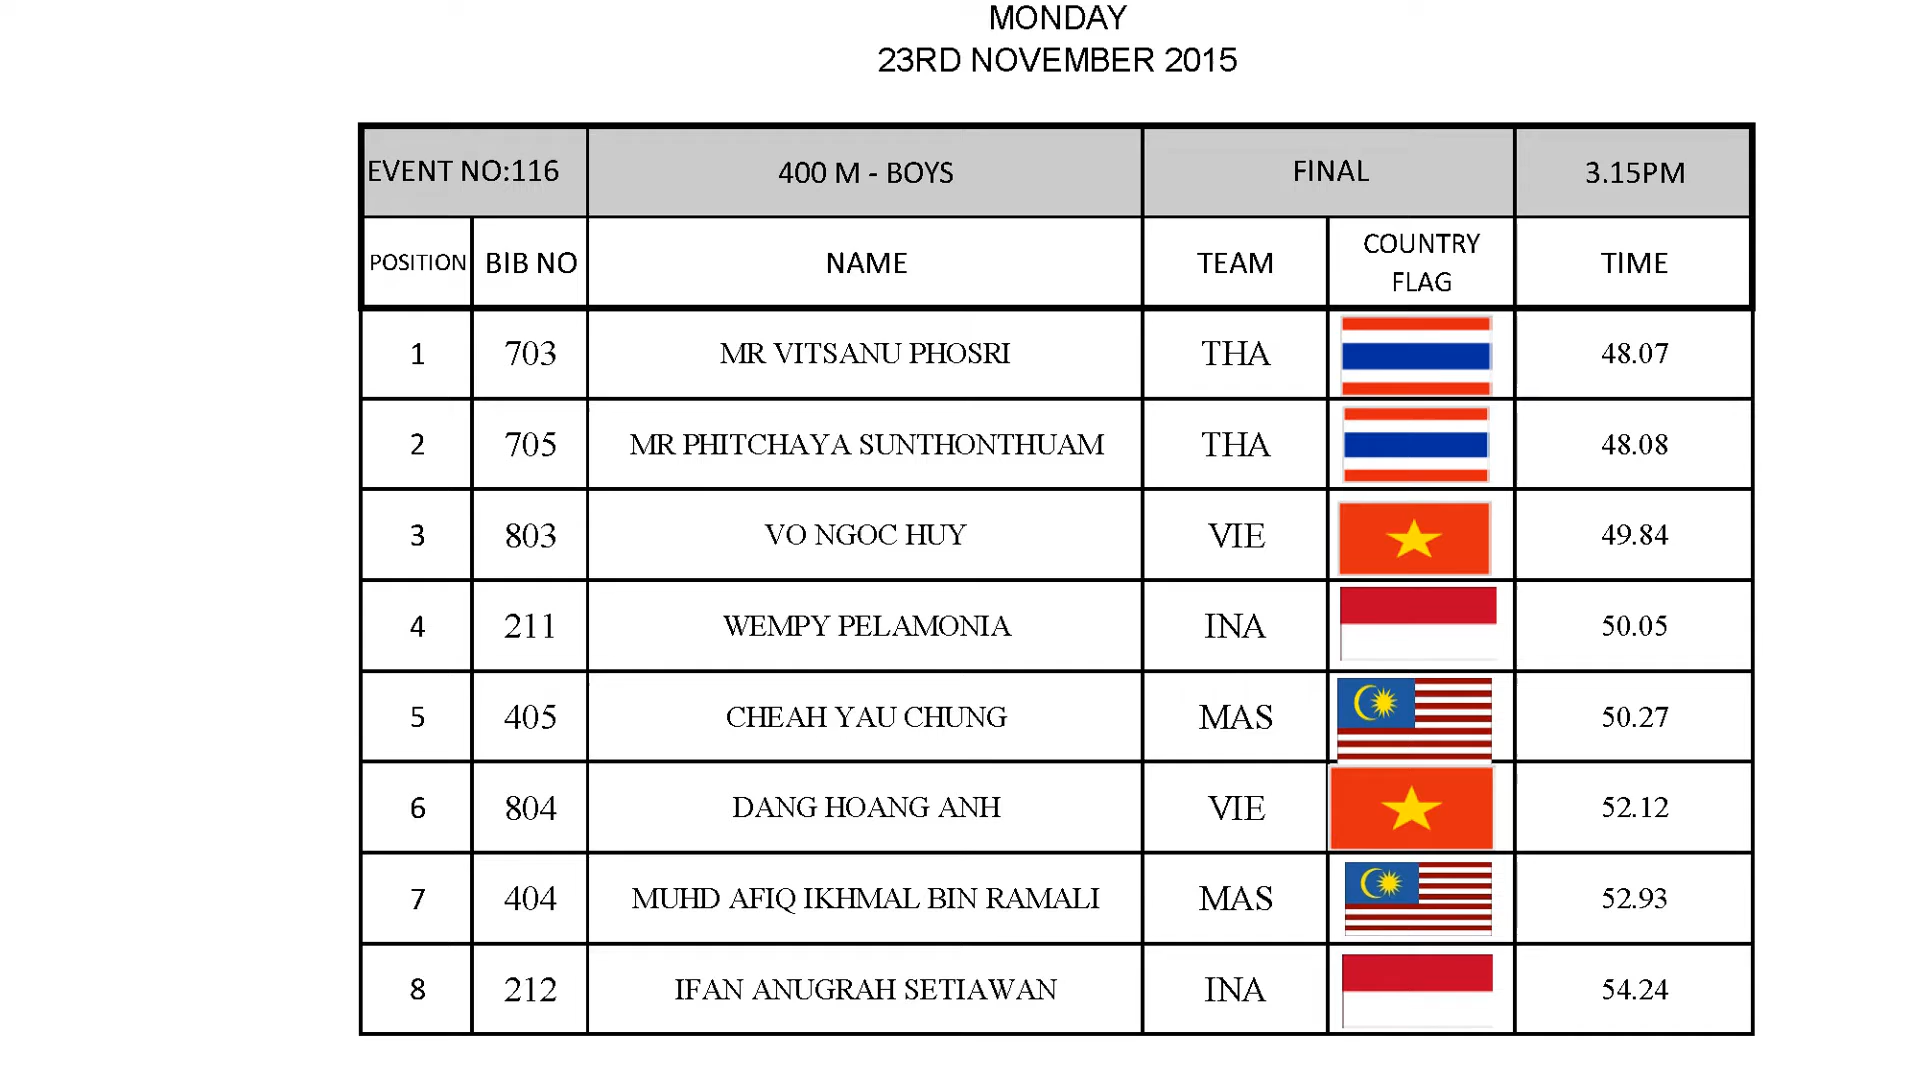 MONDAY
23RD NOVEMBER 2015
EVENT NO:116 400 M - BOYS FINAL 3.15PM
POSITION BIB NO NAME TEAM COUNTRY FLAG TIME
1 703 MR VITSANU PHOSRI THA 48.07
2 705 MR PHITCHAYA SUNTHONTHUAM THA 48.08
3 803 VO NGOC HUY VIE 49.84
4 211 WEMPY PELAMONIA INA 50.05
5 405 CHEAH YAU CHUNG MAS 50.27
6 804 DANG HOANG ANH VIE 52.12
7 404 MUHD AFIQ IKHMAL BIN RAMALI MAS 52.93
8 212 IFAN ANUGRAH SETIAWAN INA 54.24